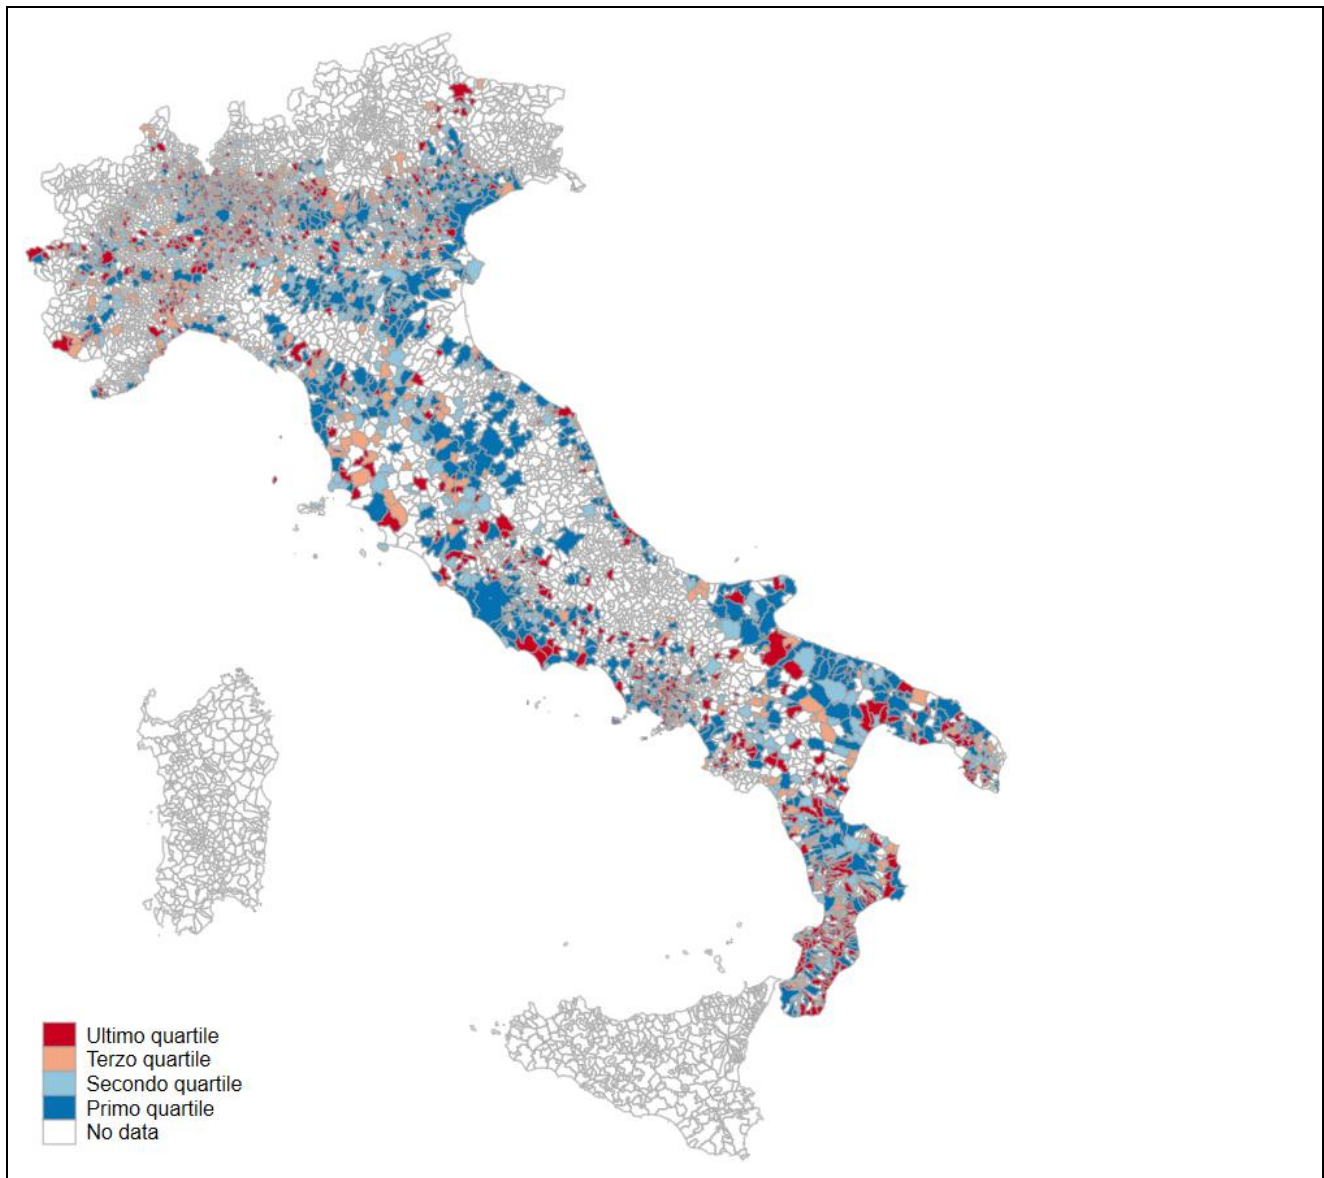 Ultimo quartile
Terzo quartile
Secondo quartile
Primo quartile
No data